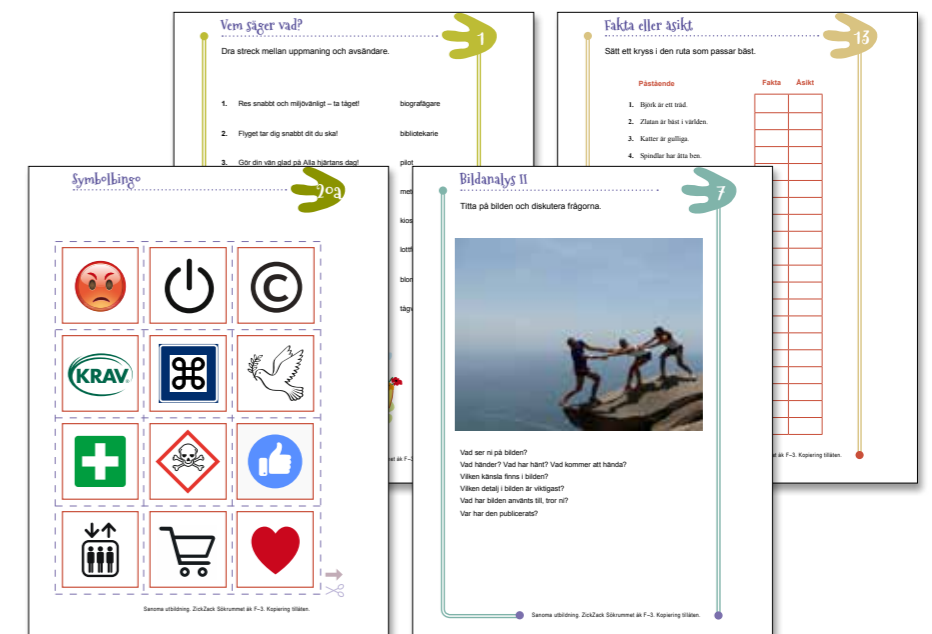 Vem säger vad?
1
Dra streck mellan uppmaning och avsändare.
1. Res snabbt och miljövänligt – ta tåget! biografägare
2. Flyget tar dig snabbt dit du ska! bibliotekarie
3. Gör din vän glad på Alla hjärtans dag! pilot
Fakta eller åsikt
13
Sätt ett kryss i den ruta som passar bäst.
Påstående Fakta Åsikt
1. Björk är ett träd.
2. Zlatan är bäst i världen.
3. Katter är gulliga.
4. Spindlar har åtta ben.
åk F–3. Kopiering tillåten.
Symbolbingo
20a
©
KRAV
⌘
Sanoma utbildning. ZickZack Sökrummet åk F–3. Kopiering tillåten.
Bildanalys II
7
Titta på bilden och diskutera frågorna.
Vad ser ni på bilden?
Vad händer? Vad har hänt? Vad kommer att hända?
Vilken känsla finns i bilden?
Vilken detalj i bilden är viktigast?
Vad har bilden använts till, tror ni?
Var har den publicerats?
Sanoma utbildning. ZickZack Sökrummet åk F–3. Kopiering tillåten.